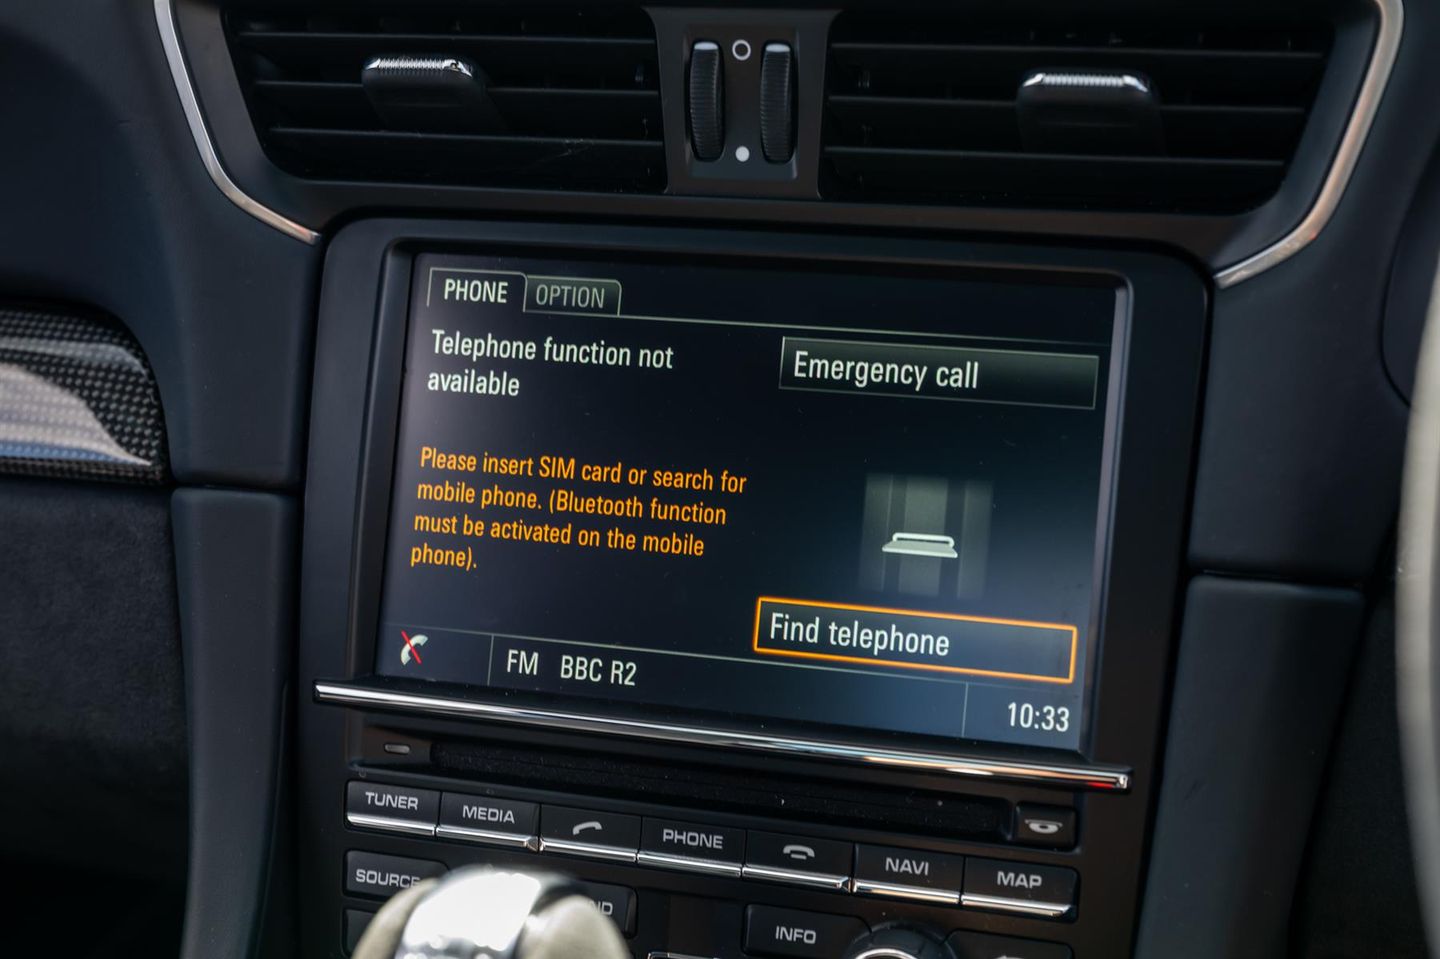 PHONE OPTION
Telephone function not
available
Emergency call
Please insert SIM card or search for
mobile phone. (Bluetooth function
must be activated on the mobile
phone).
Find telephone
FM BBC R2
10:33
TUNER MEDIA PHONE NAVI MAP
SOURCE
INFO